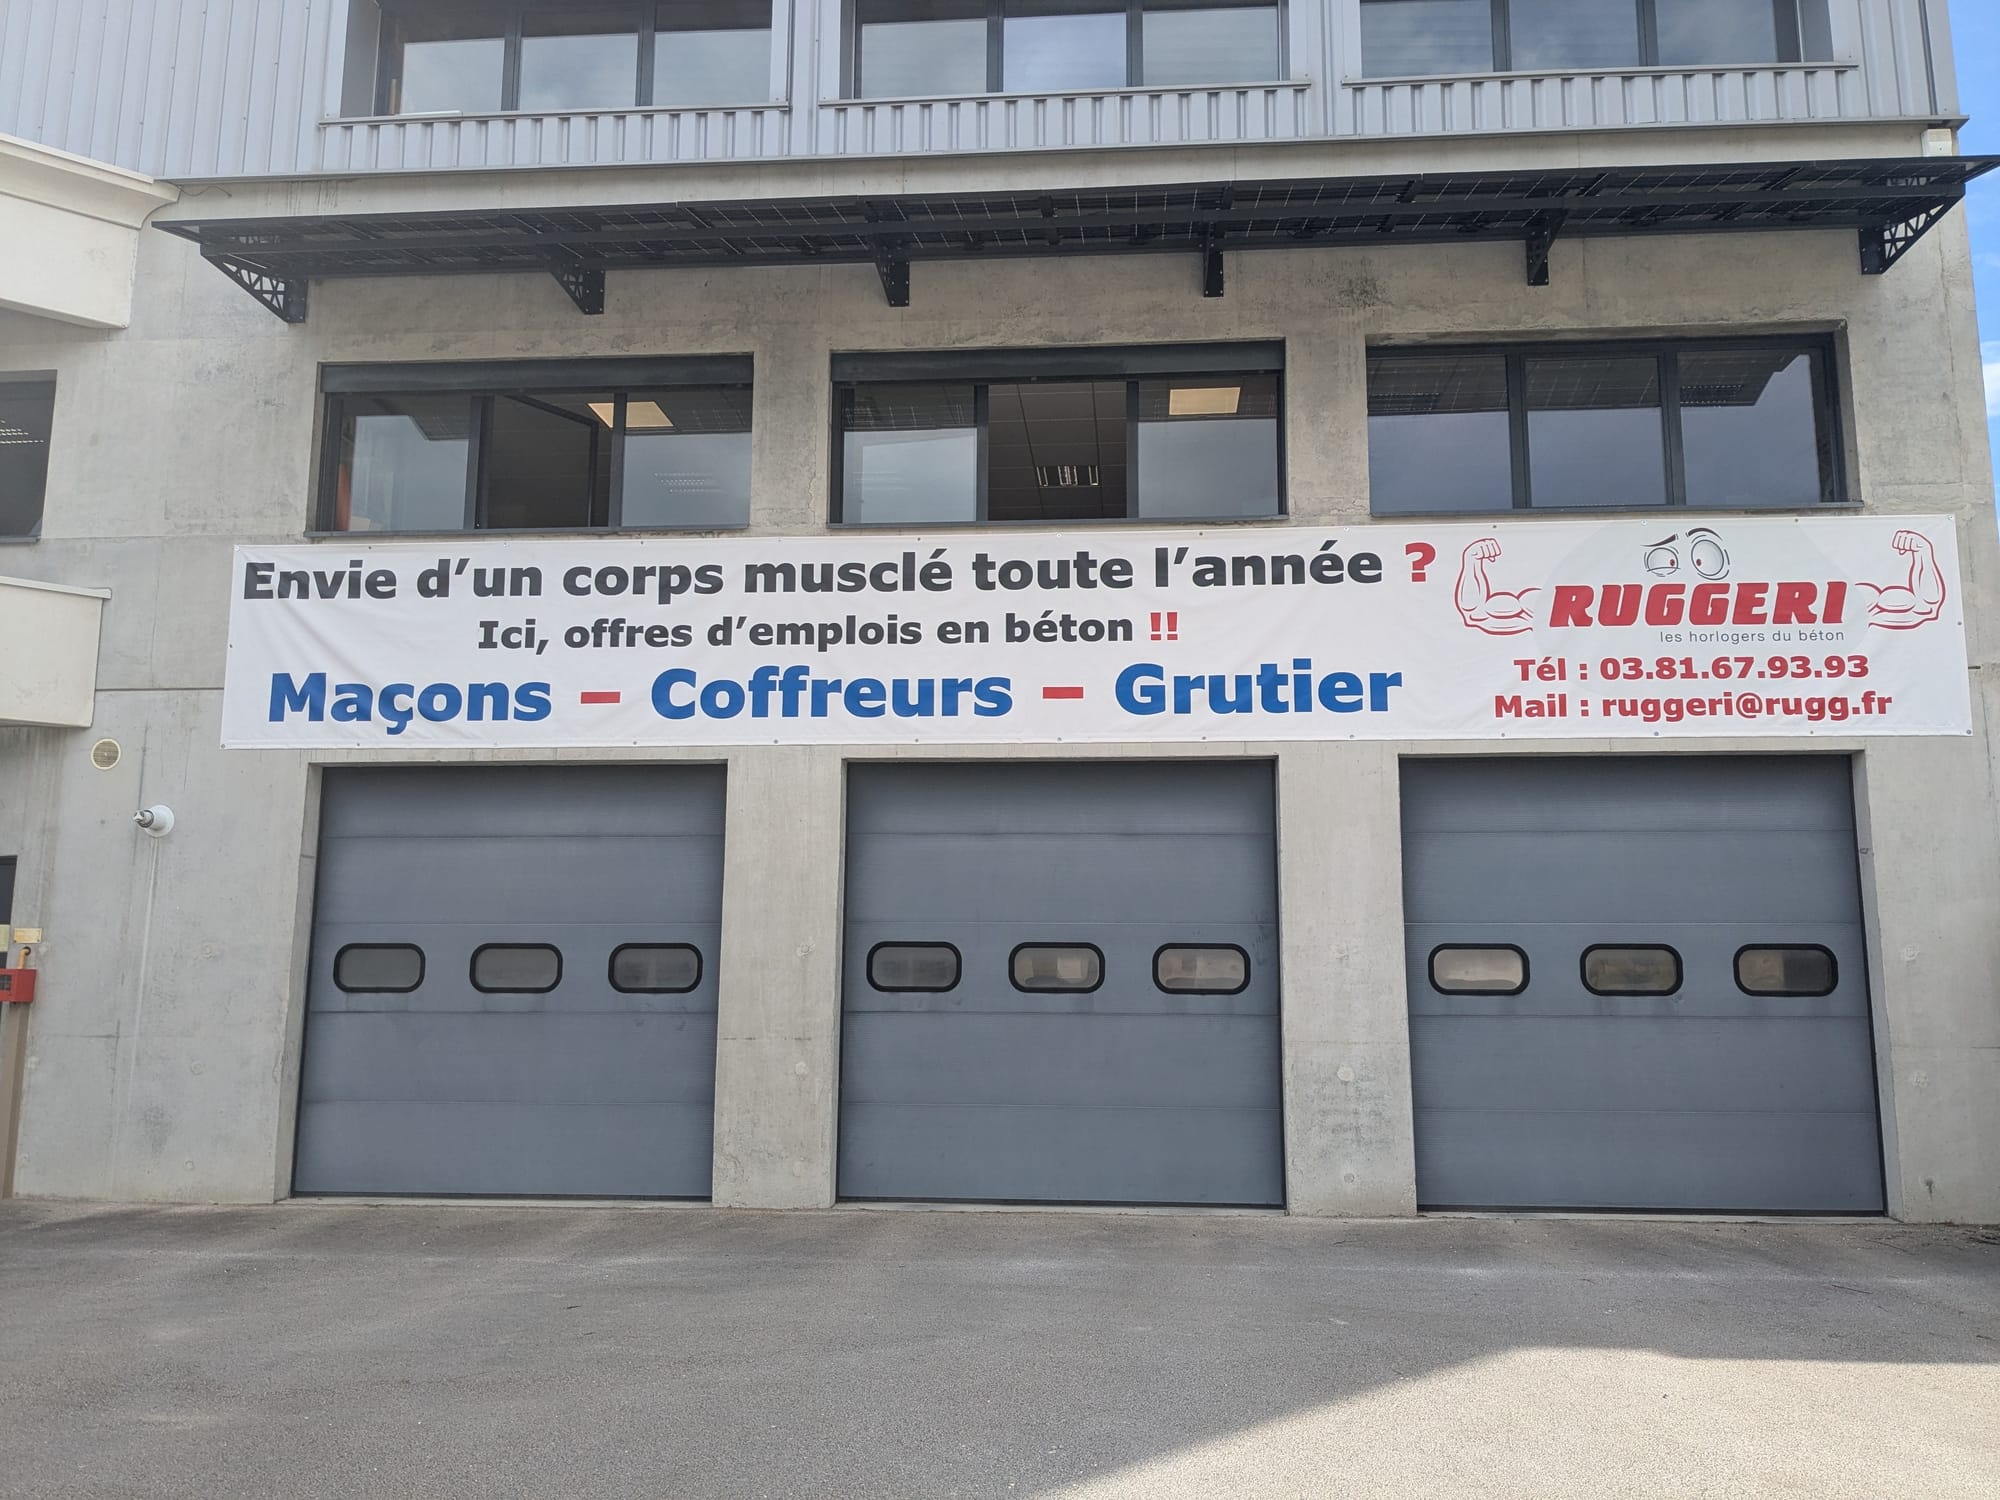 Envie d'un corps musclé toute l'année ?
Ici, offres d'emplois en béton !!
Maçons – Coffreurs – Grutier
RUGGERI
les horlogers du béton
Tél : 03.81.67.93.93
Mail : ruggeri@rugg.fr